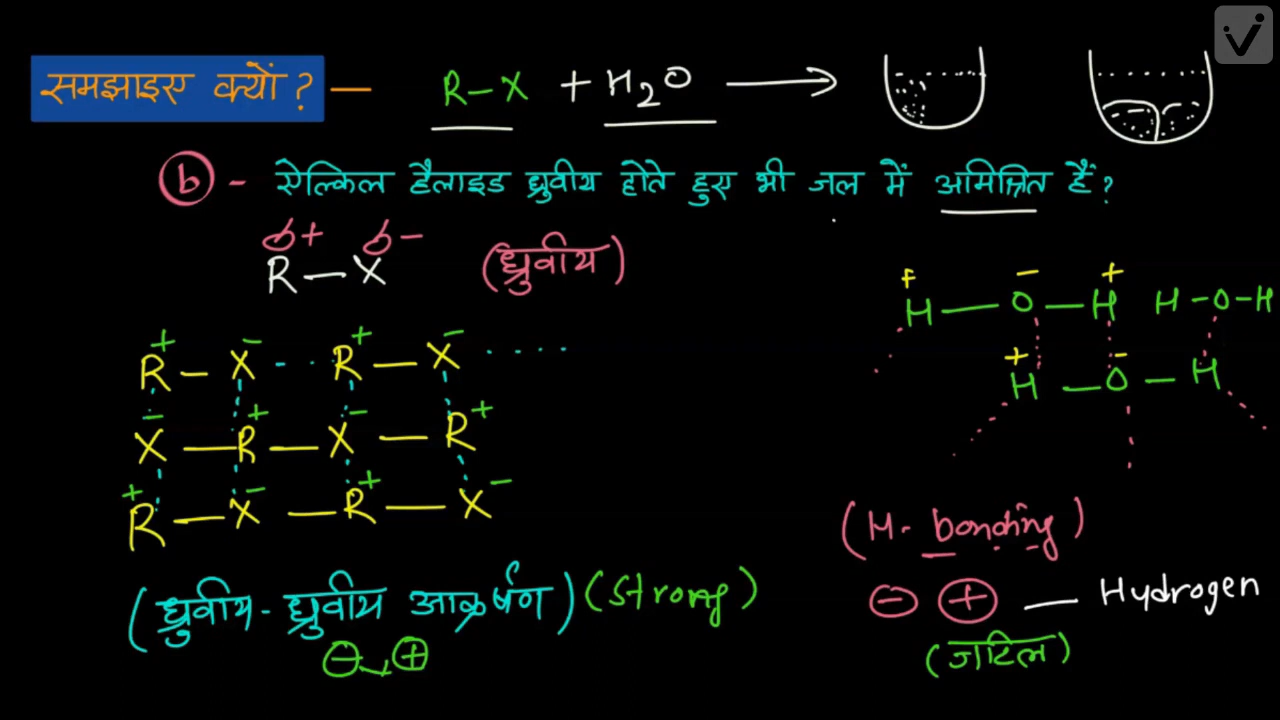 समझाइए क्यों? — R–X + H₂O ⟶
(b) - ऐल्किल हैलाइड ध्रुवीय होते हुए भी जल में अमिश्रित हैं?
δ+ δ−
R — X (ध्रुवीय)
+ − +
H — O — H H – O – H
+ − + −
R – X ··· R — X ····
+ −
H — O — H
− + − +
X — R — X — R
+ − + −
R — X — R — X
(H- bonding)
(ध्रुवीय - ध्रुवीय आकर्षण) (Strong)
⊖ ⊕ — Hydrogen
⊖ ⊕
(जटिल)